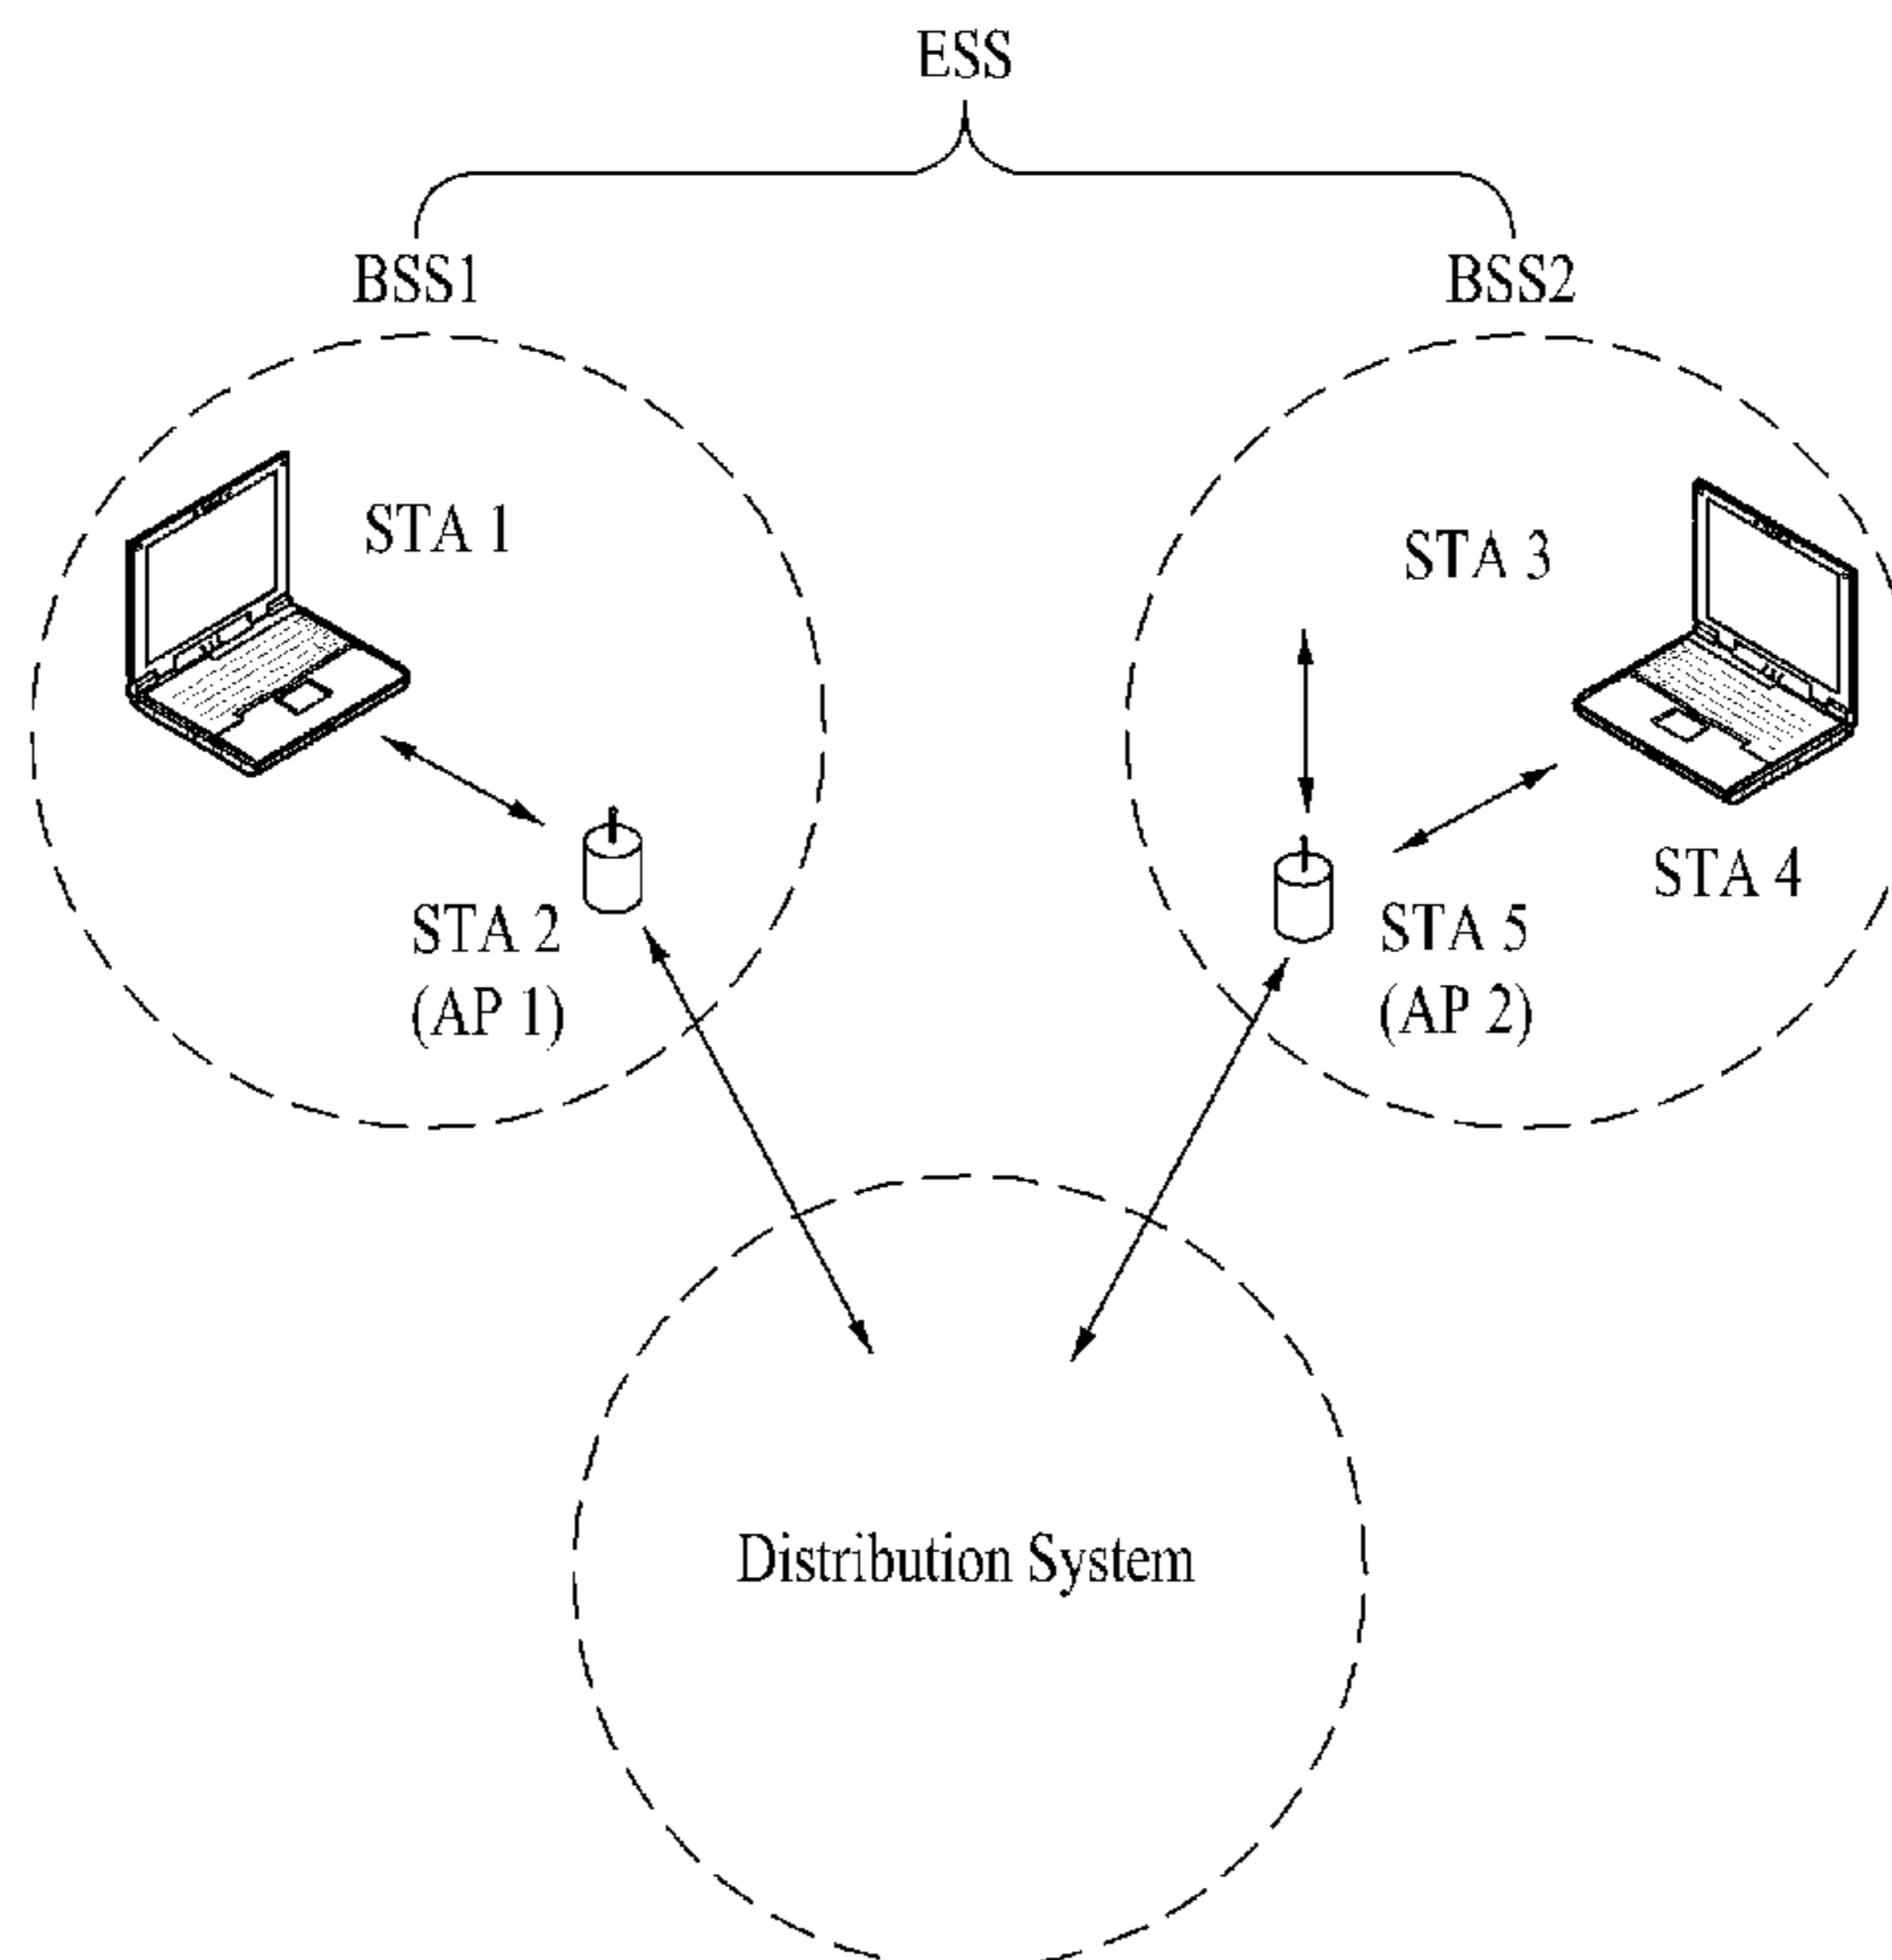 ESS
BSS1
BSS2
STA 1
STA 3
STA 4
STA 2
(AP 1)
STA 5
(AP 2)
Distribution System